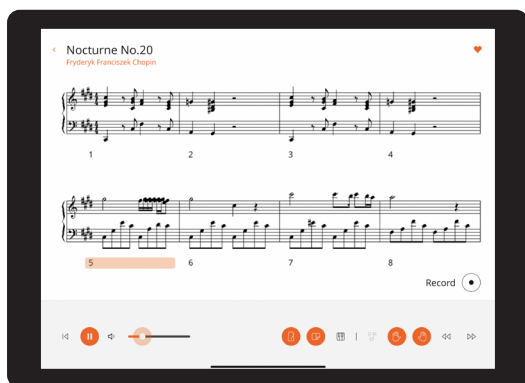 Nocturne No.20
Fryderyk Franciszek Chopin
1 2 3 4
5 6 7 8
Record